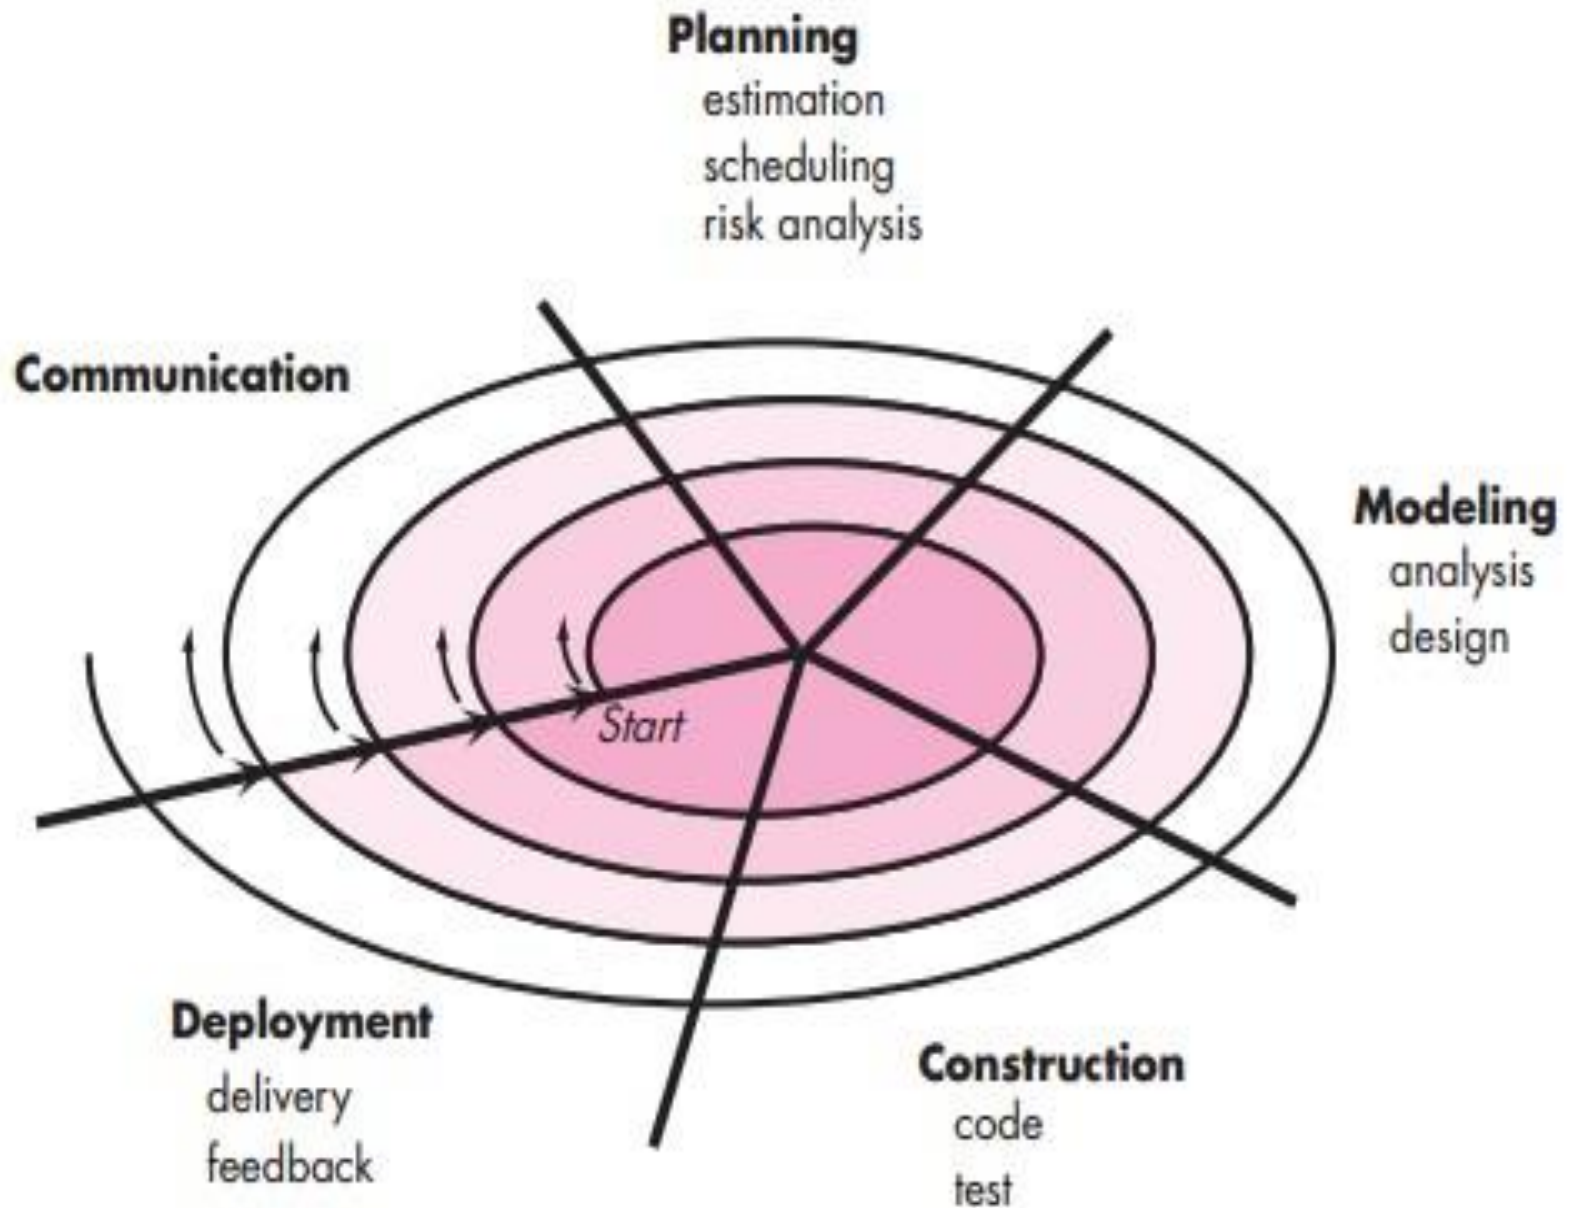 Planning
estimation
scheduling
risk analysis
Communication
Modeling
analysis
design
Start
Deployment
delivery
feedback
Construction
code
test